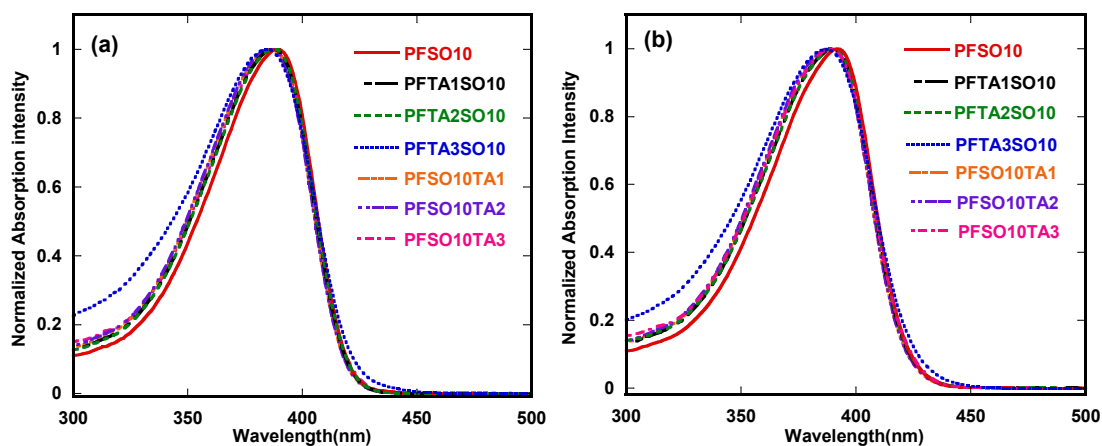 (a)
PFSO10
PFTA1SO10
PFTA2SO10
PFTA3SO10
PFSO10TA1
PFSO10TA2
PFSO10TA3
Normalized Absorption intensity
1
0.8
0.6
0.4
0.2
0
300
350
400
450
500
Wavelength(nm)
(b)
PFSO10
PFTA1SO10
PFTA2SO10
PFTA3SO10
PFSO10TA1
PFSO10TA2
PFSO10TA3
Normalized Absorption Intensity
1
0.8
0.6
0.4
0.2
0
300
350
400
450
500
Wavelength(nm)